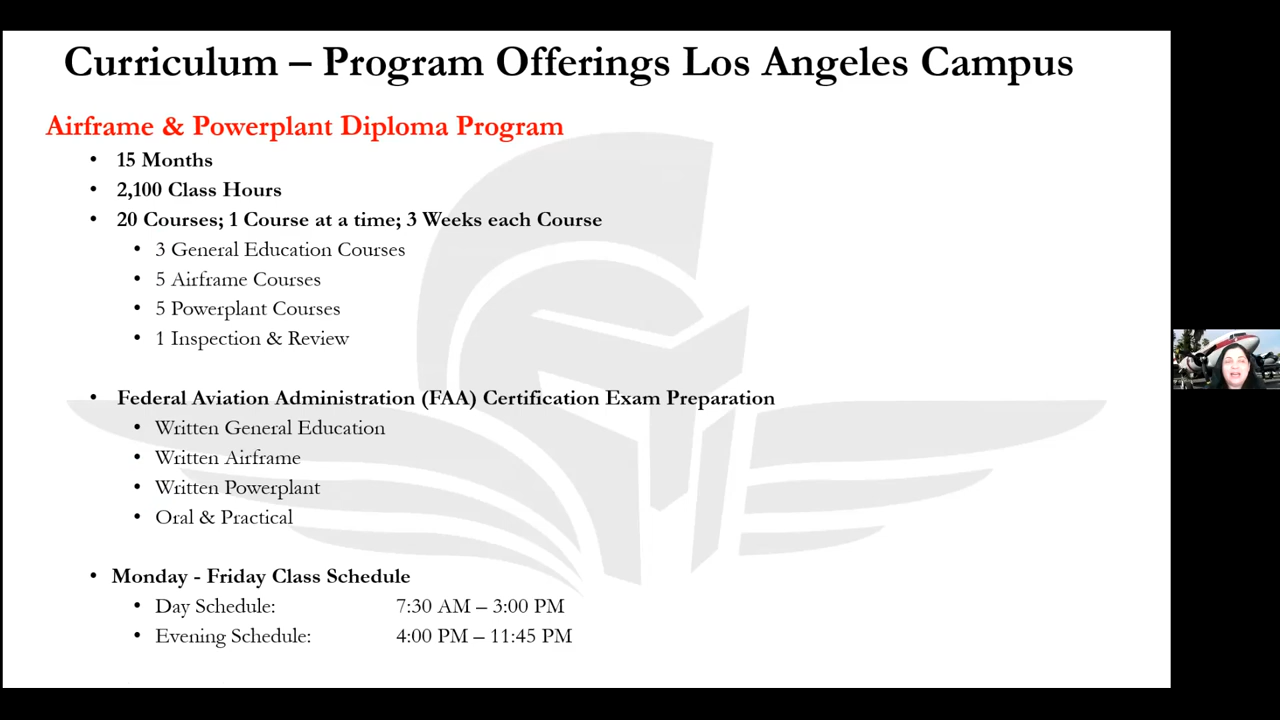 Curriculum – Program Offerings Los Angeles Campus
Airframe & Powerplant Diploma Program
• 15 Months
• 2,100 Class Hours
• 20 Courses; 1 Course at a time; 3 Weeks each Course
• 3 General Education Courses
• 5 Airframe Courses
• 5 Powerplant Courses
• 1 Inspection & Review
• Federal Aviation Administration (FAA) Certification Exam Preparation
• Written General Education
• Written Airframe
• Written Powerplant
• Oral & Practical
• Monday - Friday Class Schedule
• Day Schedule: 7:30 AM – 3:00 PM
• Evening Schedule: 4:00 PM – 11:45 PM